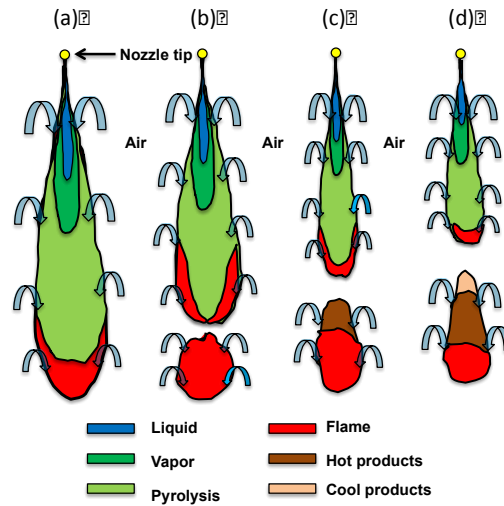 (a) (b) (c) (d)
Nozzle tip
Air Air Air
Liquid Flame
Vapor Hot products
Pyrolysis Cool products